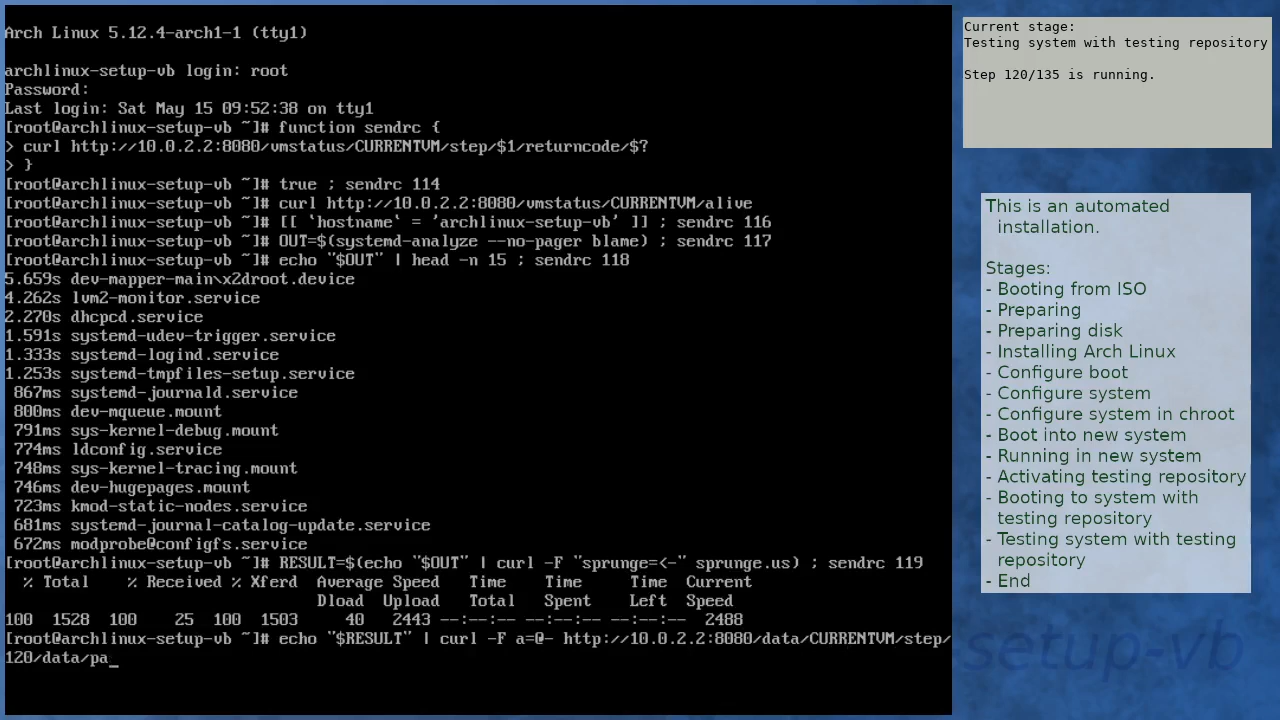 Arch Linux 5.12.4-arch1-1 (tty1)
archlinux-setup-vb login: root
Password:
Last login: Sat May 15 09:52:38 on tty1
[root@archlinux-setup-vb ~]# function sendrc {
> curl http://10.0.2.2:8080/vmstatus/CURRENTVM/step/$1/returncode/$?
> }
[root@archlinux-setup-vb ~]# true ; sendrc 114
[root@archlinux-setup-vb ~]# curl http://10.0.2.2:8080/vmstatus/CURRENTVM/alive
[root@archlinux-setup-vb ~]# [[ `hostname` = 'archlinux-setup-vb' ]] ; sendrc 116
[root@archlinux-setup-vb ~]# OUT=$(systemd-analyze --no-pager blame) ; sendrc 117
[root@archlinux-setup-vb ~]# echo "$OUT" | head -n 15 ; sendrc 118
5.659s dev-mapper-main\x2droot.device
4.262s lvm2-monitor.service
2.270s dhcpcd.service
1.591s systemd-udev-trigger.service
1.333s systemd-logind.service
1.253s systemd-tmpfiles-setup.service
867ms systemd-journald.service
800ms dev-mqueue.mount
791ms sys-kernel-debug.mount
774ms ldconfig.service
748ms sys-kernel-tracing.mount
746ms dev-hugepages.mount
723ms kmod-static-nodes.service
681ms systemd-journal-catalog-update.service
672ms modprobe@configfs.service
[root@archlinux-setup-vb ~]# RESULT=$(echo "$OUT" | curl -F "sprunge=<-" sprunge.us) ; sendrc 119
% Total % Received % Xferd Average Speed Time Time Time Current
Dload Upload Total Spent Left Speed
100 1528 100 25 100 1503 40 2443 --:--:-- --:--:-- --:--:-- 2488
[root@archlinux-setup-vb ~]# echo "$RESULT" | curl -F a=@- http://10.0.2.2:8080/data/CURRENTVM/step/
120/data/pa_
Current stage:
Testing system with testing repository
Step 120/135 is running.
This is an automated
installation.
Stages:
- Booting from ISO
- Preparing
- Preparing disk
- Installing Arch Linux
- Configure boot
- Configure system
- Configure system in chroot
- Boot into new system
- Running in new system
- Activating testing repository
- Booting to system with
testing repository
- Testing system with testing
repository
- End
setup-vb